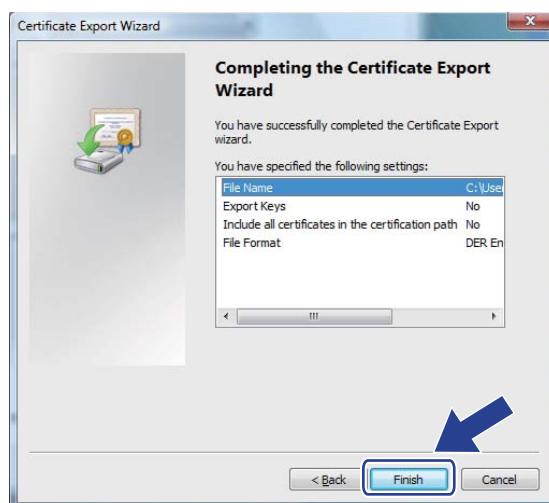 Certificate Export Wizard
Completing the Certificate Export
Wizard
You have successfully completed the Certificate Export
wizard.
You have specified the following settings:
File Name C:\User
Export Keys No
Include all certificates in the certification path No
File Format DER En
< Back Finish Cancel